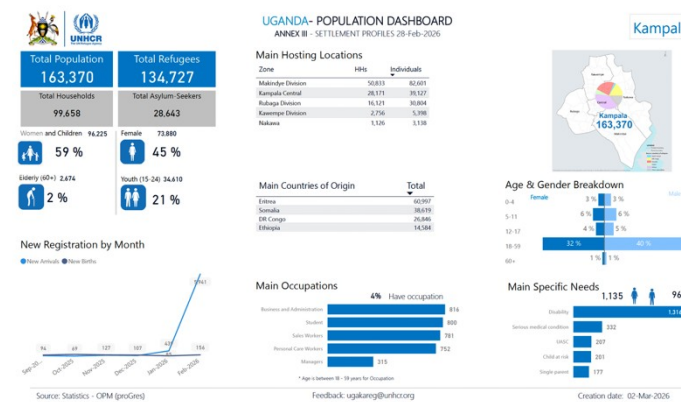 UNHCR
UGANDA- POPULATION DASHBOARD
ANNEX III - SETTLEMENT PROFILES 28-Feb-2026
Kampal
Total Population
163,370
Total Refugees
134,727
Total Households
99,658
Total Asylum-Seekers
28,643
Women and Children 96,225
59 %
Female 73,880
45 %
Elderly (60+) 2,674
2 %
Youth (15-24) 34,610
21 %
Main Hosting Locations
Zone HHs Individuals
Makindye Division 50,833 82,601
Kampala Central 28,171 39,127
Rubaga Division 16,121 30,804
Kawempe Division 2,756 5,398
Nakawa 1,126 3,138
Kampala
163,370
Main Countries of Origin Total
Eritrea 60,997
Somalia 38,619
DR Congo 26,846
Ethiopia 14,584
Age & Gender Breakdown
Female Male
0-4 3 % 3 %
5-11 6 % 6 %
12-17 4 % 5 %
18-59 32 % 40 %
60+ 1 % 1 %
New Registration by Month
New Arrivals New Births
94 69 127 107 156
Oct-2025 Nov-2025 Dec-2025 Jan-2026 Feb-2026
Main Occupations
4% Have occupation
Business and Administration 816
Student 800
Sales Workers 781
Personal Care Workers 752
Managers 315
* Age is between 18 - 59 years for Occupation
Main Specific Needs
1,135 96
Disability 1,316
Serious medical condition 332
UASC 207
Child at risk 201
Single parent 177
Source: Statistics - OPM (proGres)
Feedback: ugakareg@unhcr.org
Creation date: 02-Mar-2026